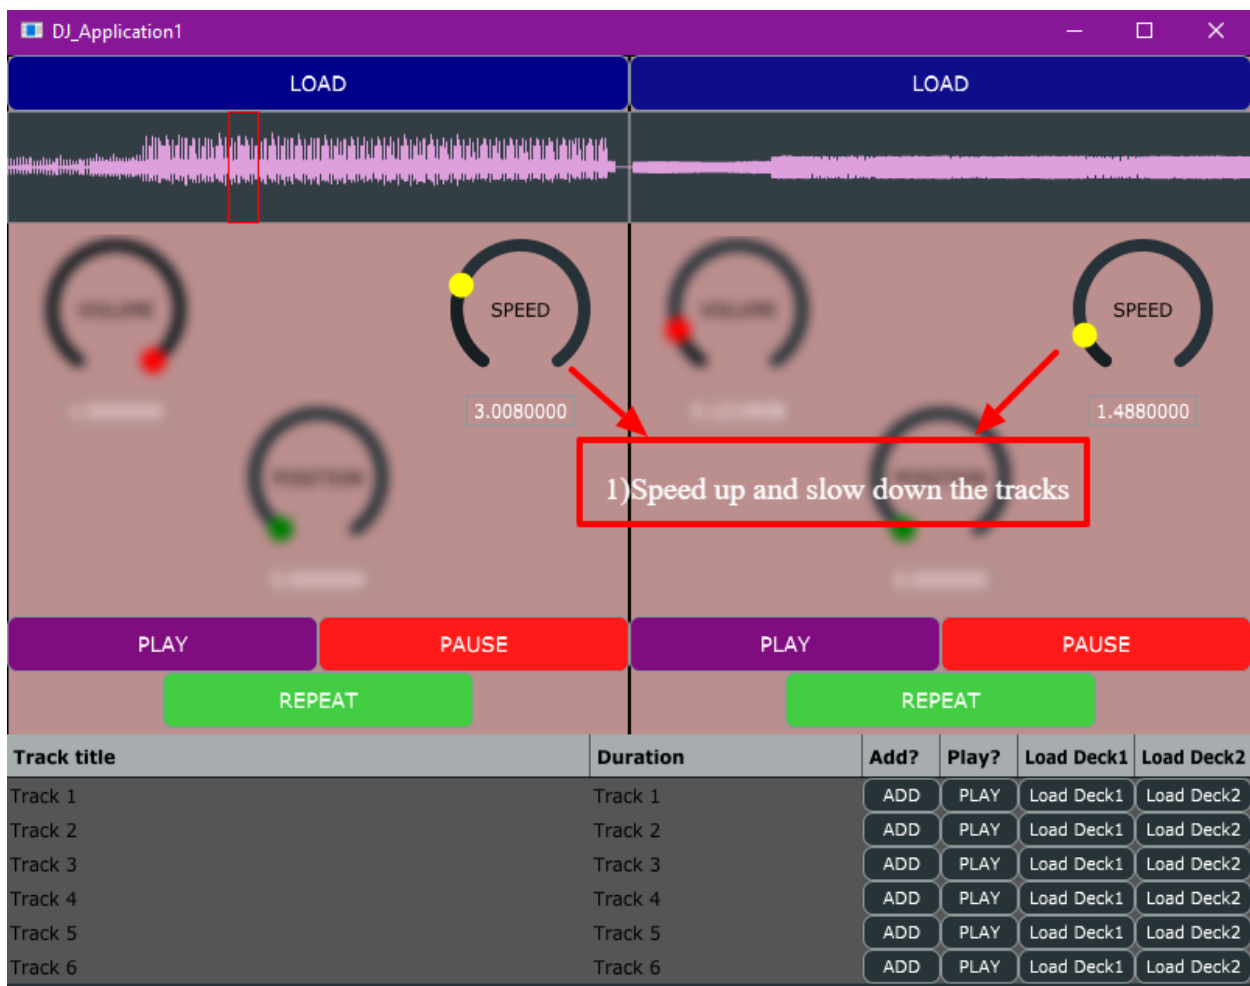 DJ_Application1
LOAD LOAD
SPEED SPEED
3.0080000 1.4880000
1)Speed up and slow down the tracks
PLAY PAUSE PLAY PAUSE
REPEAT REPEAT
Track title Duration Add? Play? Load Deck1 Load Deck2
Track 1 Track 1 ADD PLAY Load Deck1 Load Deck2
Track 2 Track 2 ADD PLAY Load Deck1 Load Deck2
Track 3 Track 3 ADD PLAY Load Deck1 Load Deck2
Track 4 Track 4 ADD PLAY Load Deck1 Load Deck2
Track 5 Track 5 ADD PLAY Load Deck1 Load Deck2
Track 6 Track 6 ADD PLAY Load Deck1 Load Deck2